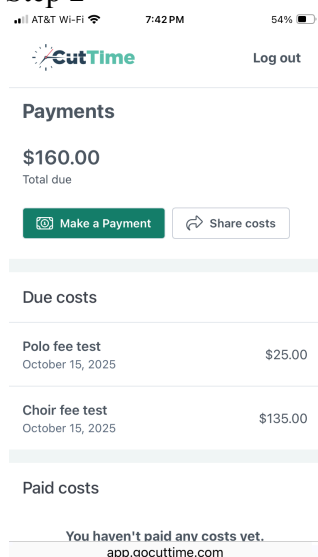 Step 2
AT&T Wi-Fi 7:42 PM 54%
CutTime Log out
Payments
$160.00
Total due
Make a Payment Share costs
Due costs
Polo fee test
October 15, 2025 $25.00
Choir fee test
October 15, 2025 $135.00
Paid costs
You haven't paid any costs yet.
app.gocuttime.com